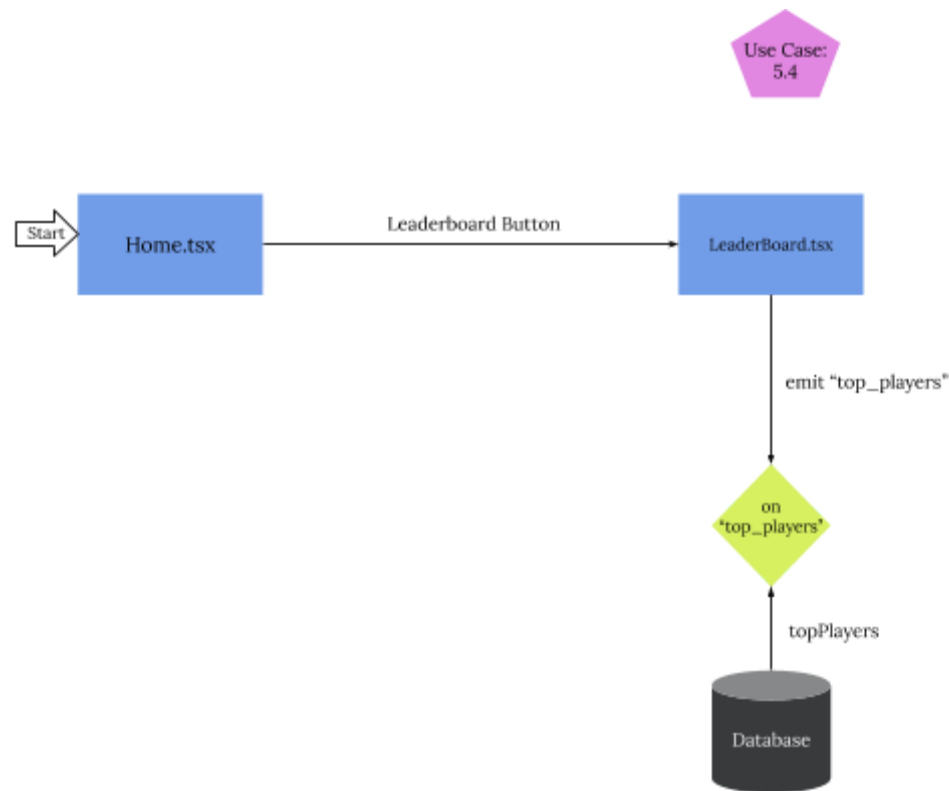 Use Case:
5.4
Start
Home.tsx
Leaderboard Button
LeaderBoard.tsx
emit “top_players”
on
“top_players”
topPlayers
Database